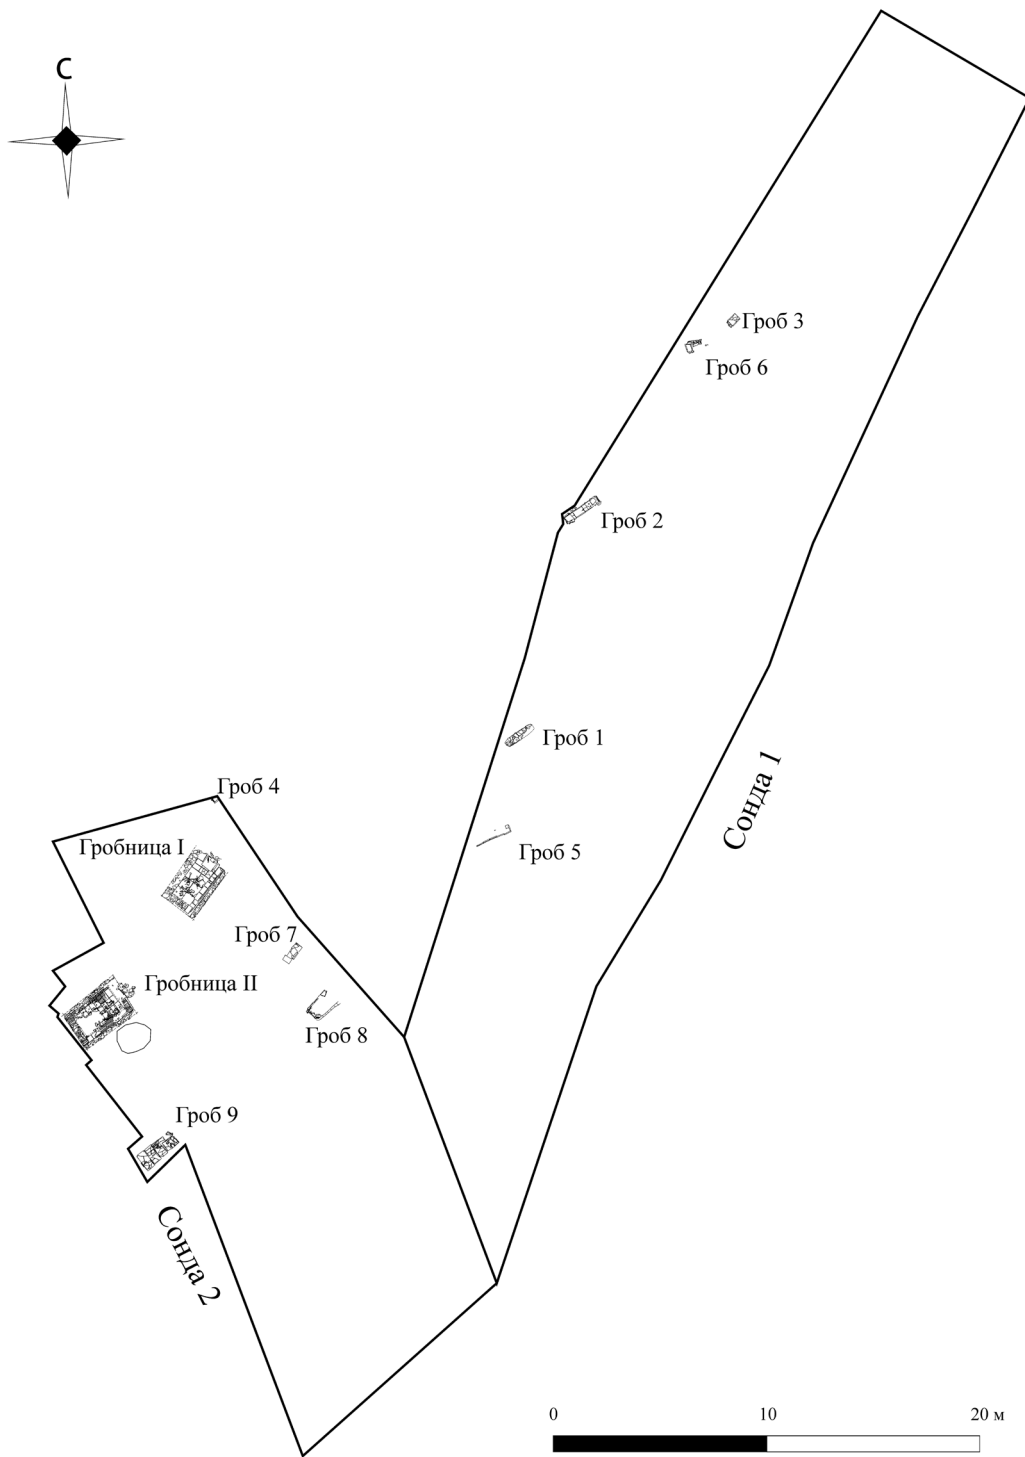 С
Гроб 3
Гроб 6
Гроб 2
Гроб 1
Сонда 1
Гроб 4
Гробница I
Гроб 5
Гроб 7
Гробница II
Гроб 8
Гроб 9
Сонда 2
0 10 20 м